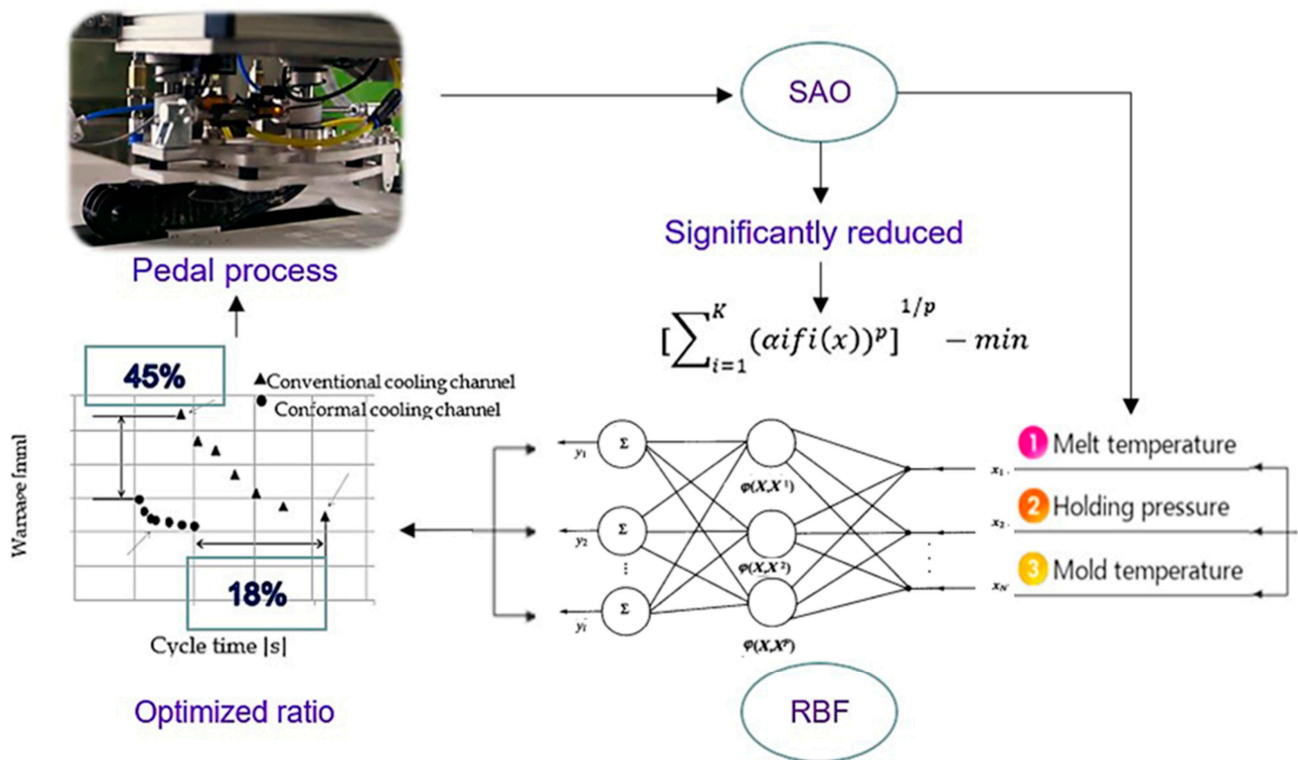 SAO
Significantly reduced
Pedal process
[∑_{i=1}^{K} (αifi(x))^p]^{1/p} − min
45%
▲Conventional cooling channel
● Conformal cooling channel
Warpage [mm]
18%
Cycle time [s]
Optimized ratio
y₁
Σ
φ(X,X¹)
x₁
1 Melt temperature
y₂
Σ
φ(X,X²)
x₂
2 Holding pressure
⋮
Σ
φ(X,Xᵖ)
x_N
3 Mold temperature
RBF